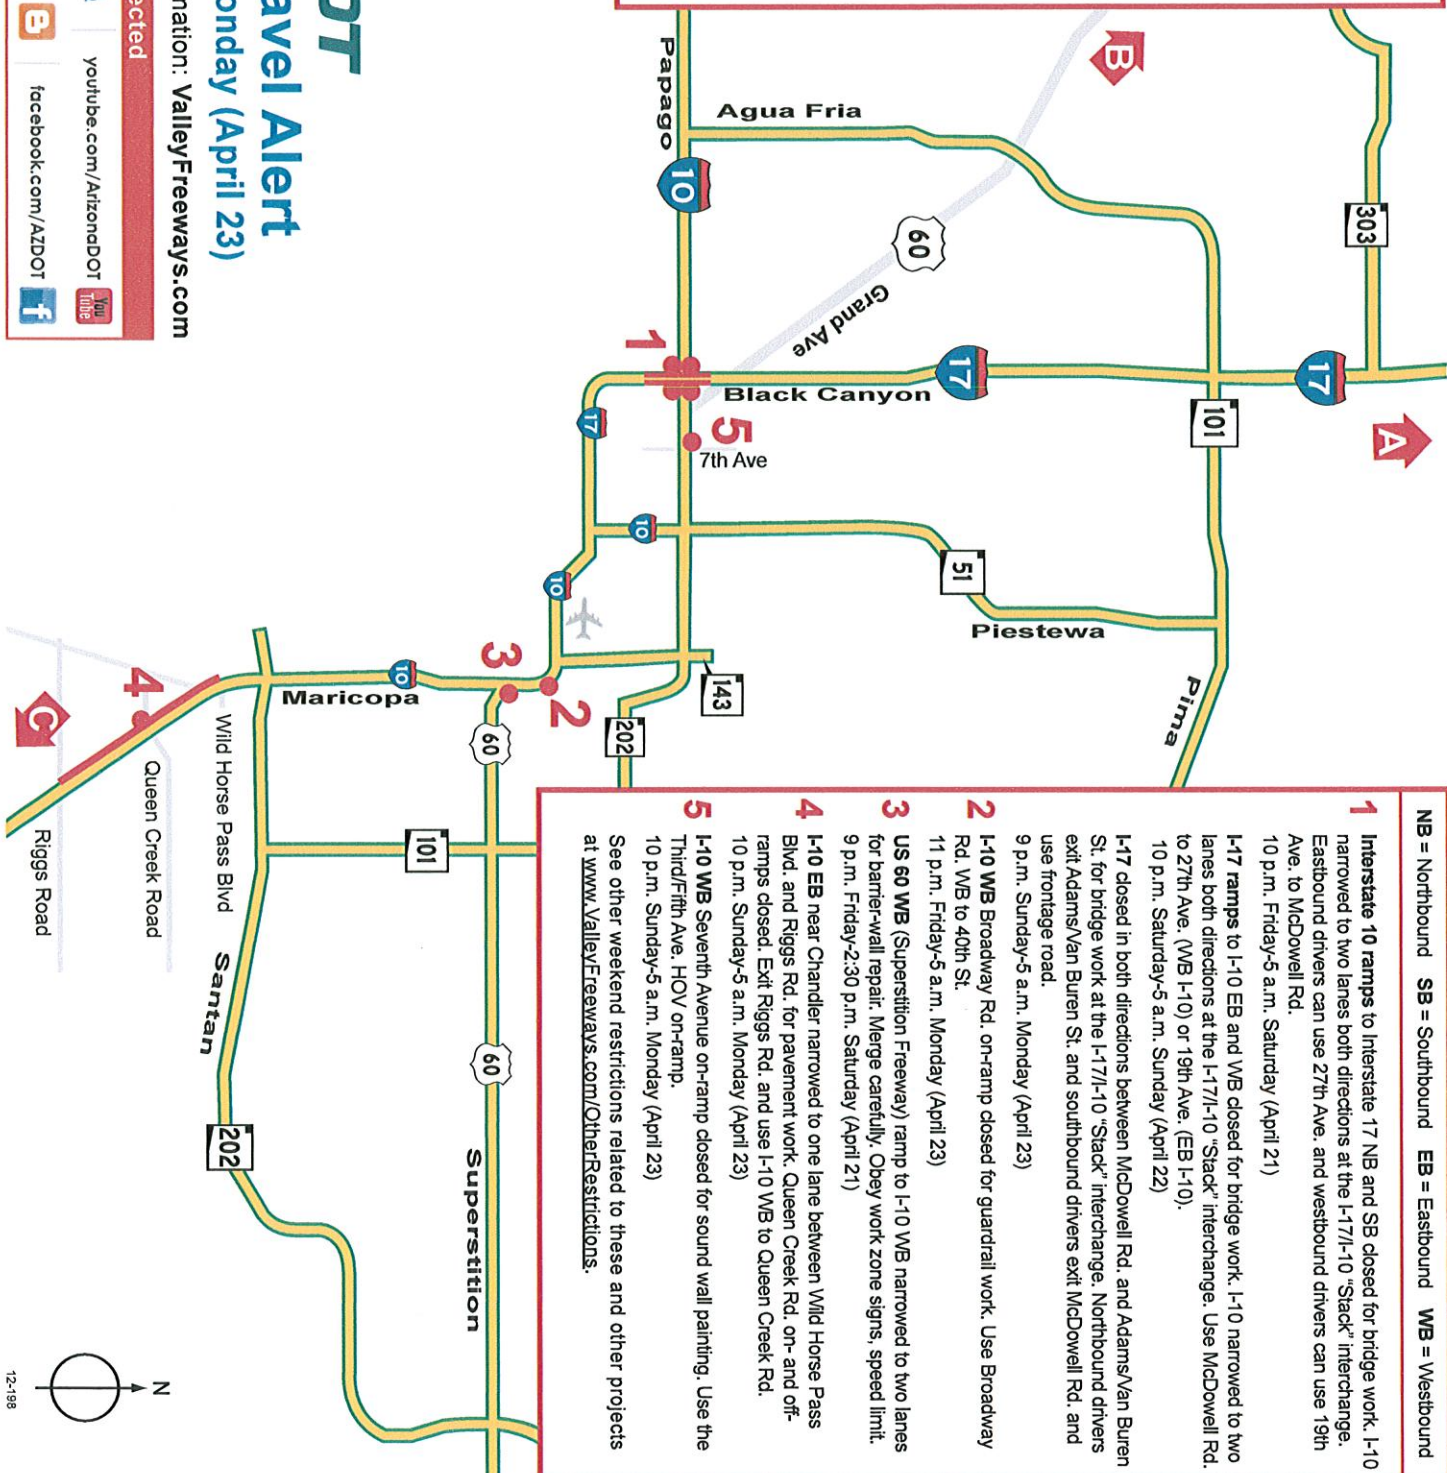 DOT
avel Alert
onday (April 23)
mation: ValleyFreeways.com
ected
youtube.com/ArizonaDOT
You Tube
facebook.com/AZDOT
f
B
NB = Northbound SB = Southbound EB = Eastbound WB = Westbound
1 Interstate 10 ramps to Interstate 17 NB and SB closed for bridge work. I-10
narrowed to two lanes both directions at the I-17/I-10 “Stack” interchange.
Eastbound drivers can use 27th Ave. and westbound drivers can use 19th
Ave. to McDowell Rd.
10 p.m. Friday-5 a.m. Saturday (April 21)
I-17 ramps to I-10 EB and WB closed for bridge work. I-10 narrowed to two
lanes both directions at the I-17/I-10 “Stack” interchange. Use McDowell Rd.
to 27th Ave. (WB I-10) or 19th Ave. (EB I-10).
10 p.m. Saturday-5 a.m. Sunday (April 22)
I-17 closed in both directions between McDowell Rd. and Adams/Van Buren
St. for bridge work at the I-17/I-10 “Stack” interchange. Northbound drivers
exit Adams/Van Buren St. and southbound drivers exit McDowell Rd. and
use frontage road.
9 p.m. Sunday-5 a.m. Monday (April 23)
2 I-10 WB Broadway Rd. on-ramp closed for guardrail work. Use Broadway
Rd. WB to 40th St.
11 p.m. Friday-5 a.m. Monday (April 23)
3 US 60 WB (Superstition Freeway) ramp to I-10 WB narrowed to two lanes
for barrier-wall repair. Merge carefully. Obey work zone signs, speed limit.
9 p.m. Friday-2:30 p.m. Saturday (April 21)
4 I-10 EB near Chandler narrowed to one lane between Wild Horse Pass
Blvd. and Riggs Rd. for pavement work. Queen Creek Rd. on- and off-
ramps closed. Exit Riggs Rd. and use I-10 WB to Queen Creek Rd.
10 p.m. Sunday-5 a.m. Monday (April 23)
5 I-10 WB Seventh Avenue on-ramp closed for sound wall painting. Use the
Third/Fifth Ave. HOV on-ramp.
10 p.m. Sunday-5 a.m. Monday (April 23)
See other weekend restrictions related to these and other projects
at www.ValleyFreeways.com/OtherRestrictions.
303
17
A
B
Agua Fria
101
60
Grand Ave
17
Black Canyon
Papago
10
1
5
7th Ave
17
10
51
Piestewa
Pima
10
143
202
3
2
60
10
Maricopa
4
C
Wild Horse Pass Blvd
Queen Creek Road
Riggs Road
101
Santan
202
60
Superstition
N
12-198